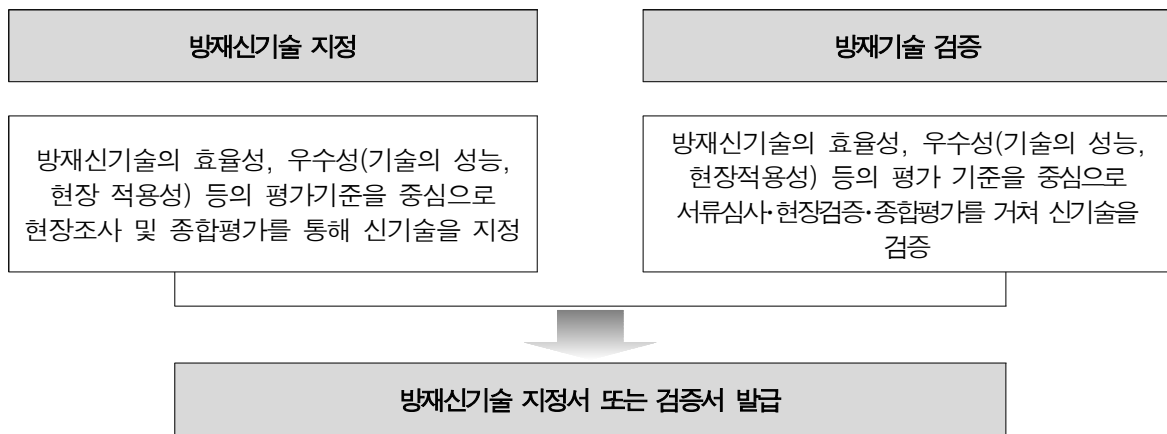 방재신기술 지정
방재신기술의 효율성, 우수성(기술의 성능,
현장 적용성) 등의 평가기준을 중심으로
현장조사 및 종합평가를 통해 신기술을 지정
방재기술 검증
방재신기술의 효율성, 우수성(기술의 성능,
현장적용성) 등의 평가 기준을 중심으로
서류심사·현장검증·종합평가를 거쳐 신기술을
검증
방재신기술 지정서 또는 검증서 발급